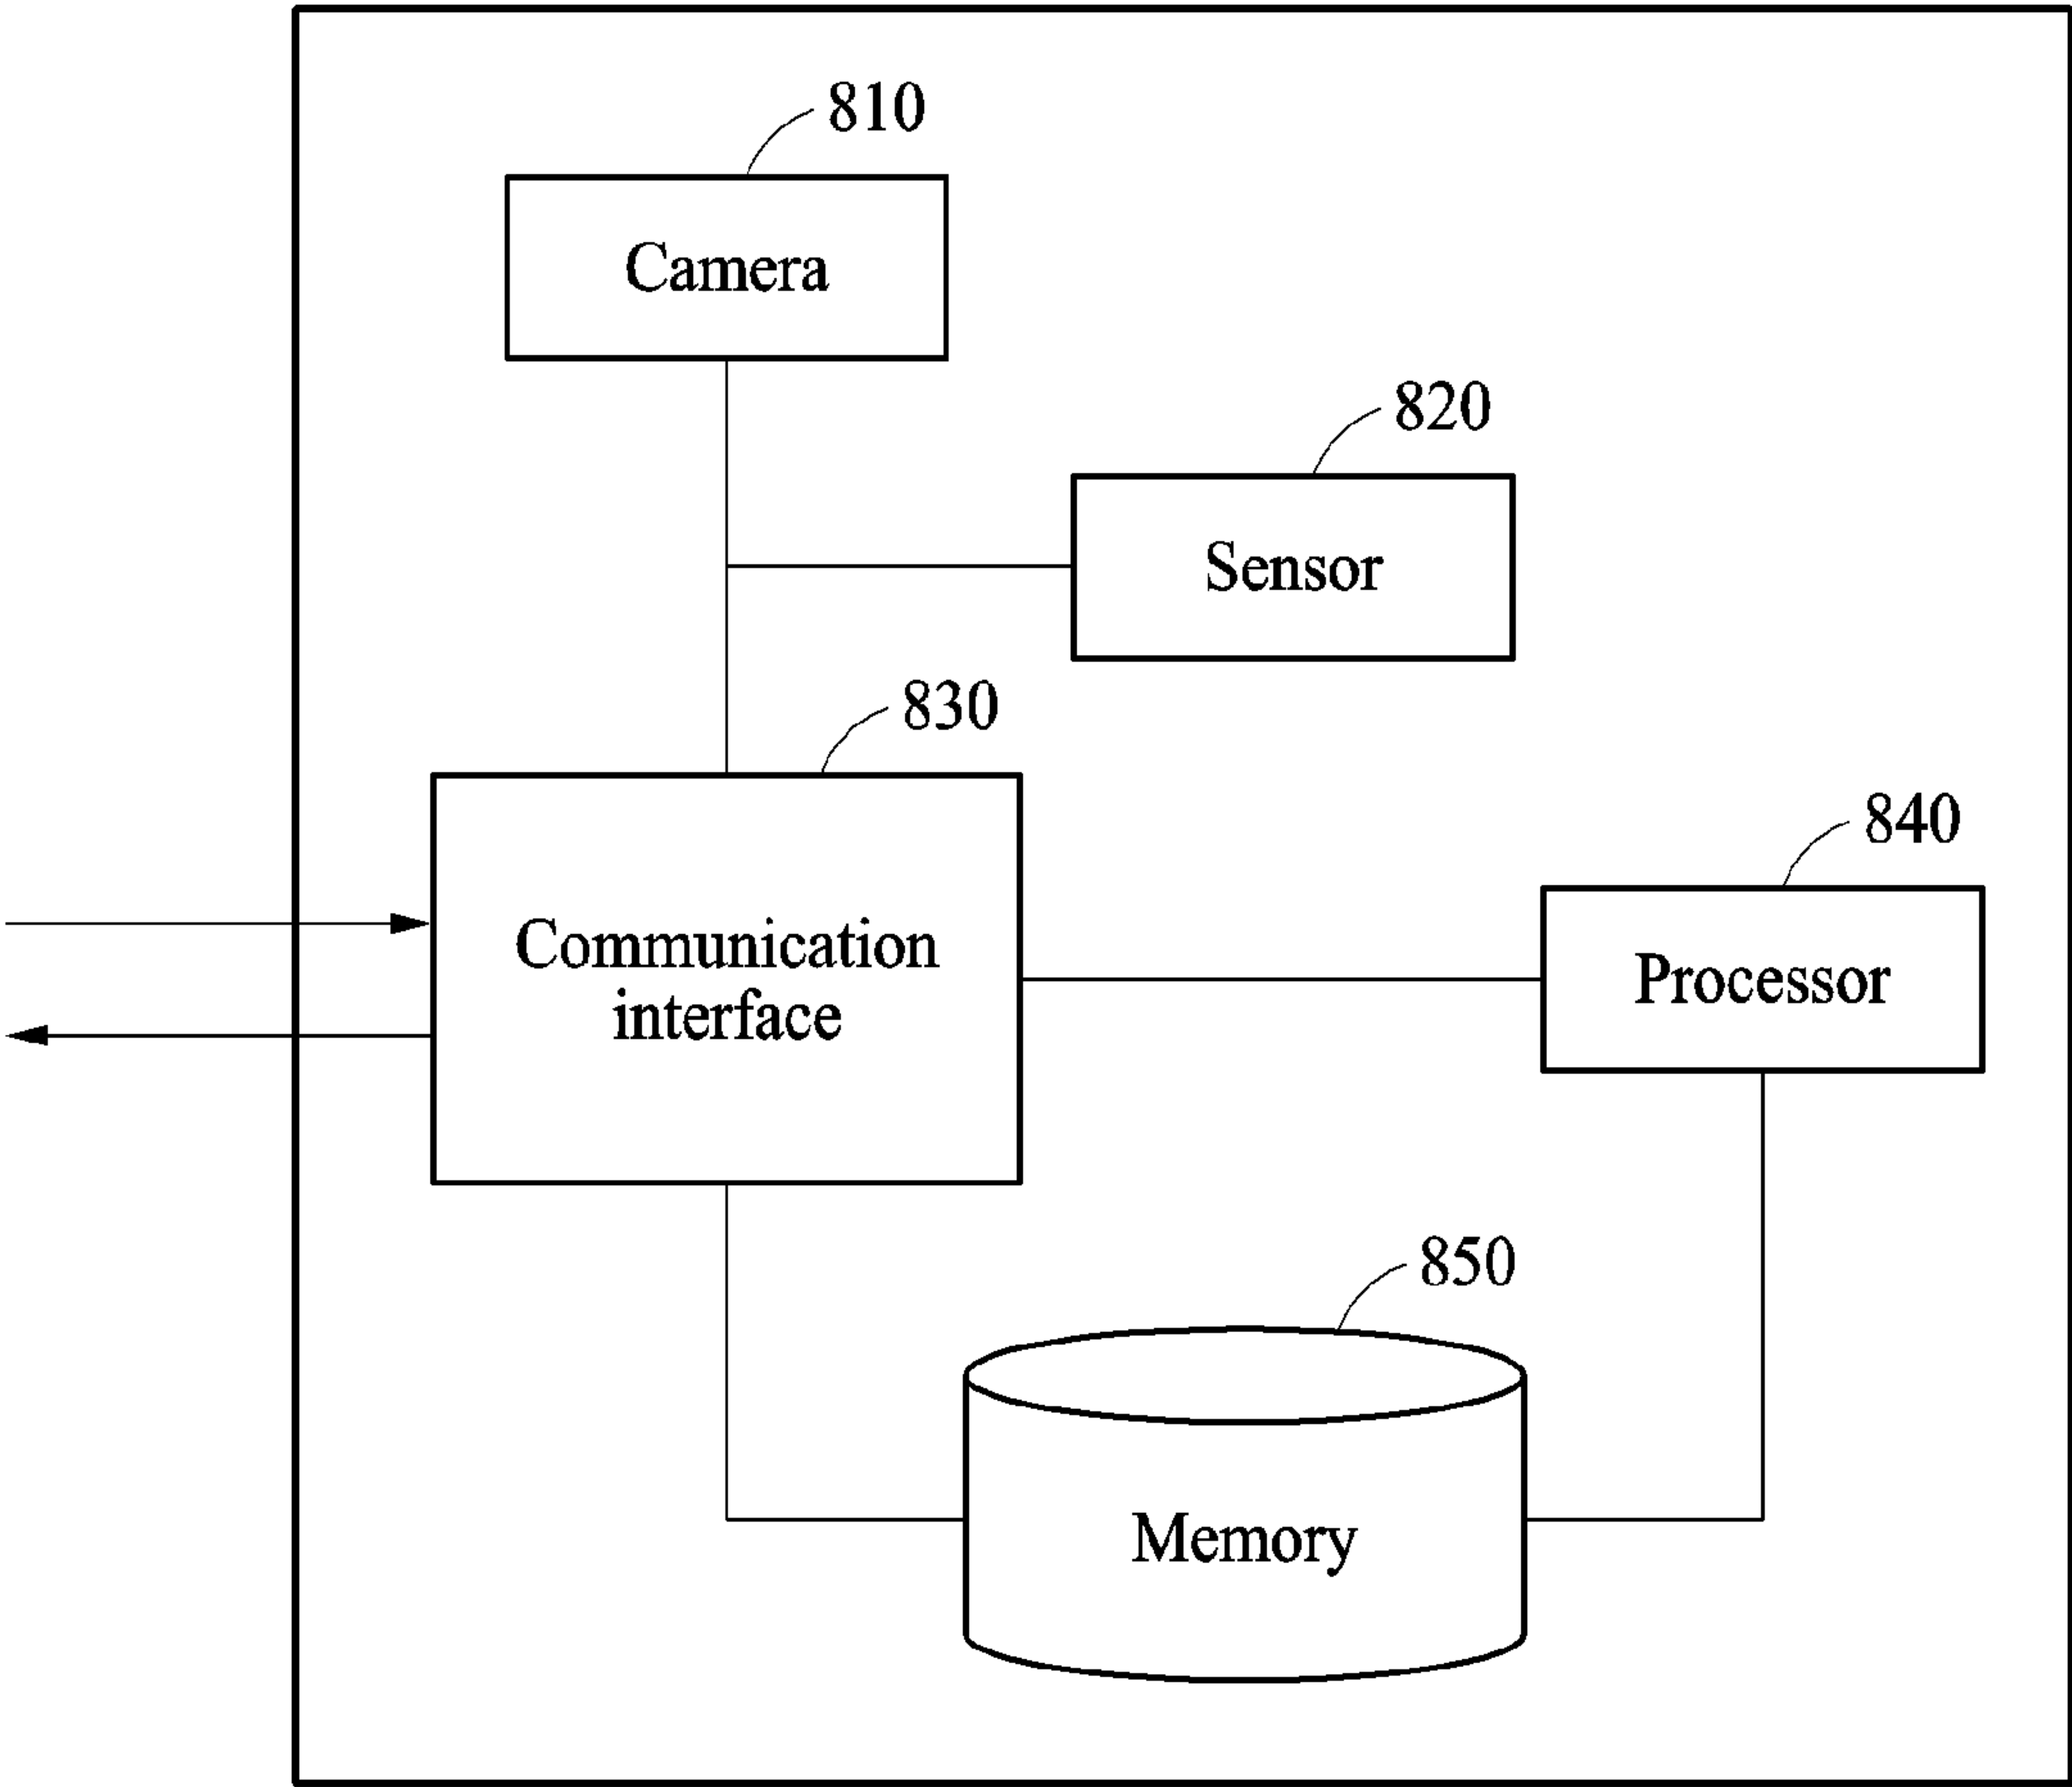 810
Camera
820
Sensor
830
840
Communication
interface
Processor
850
Memory